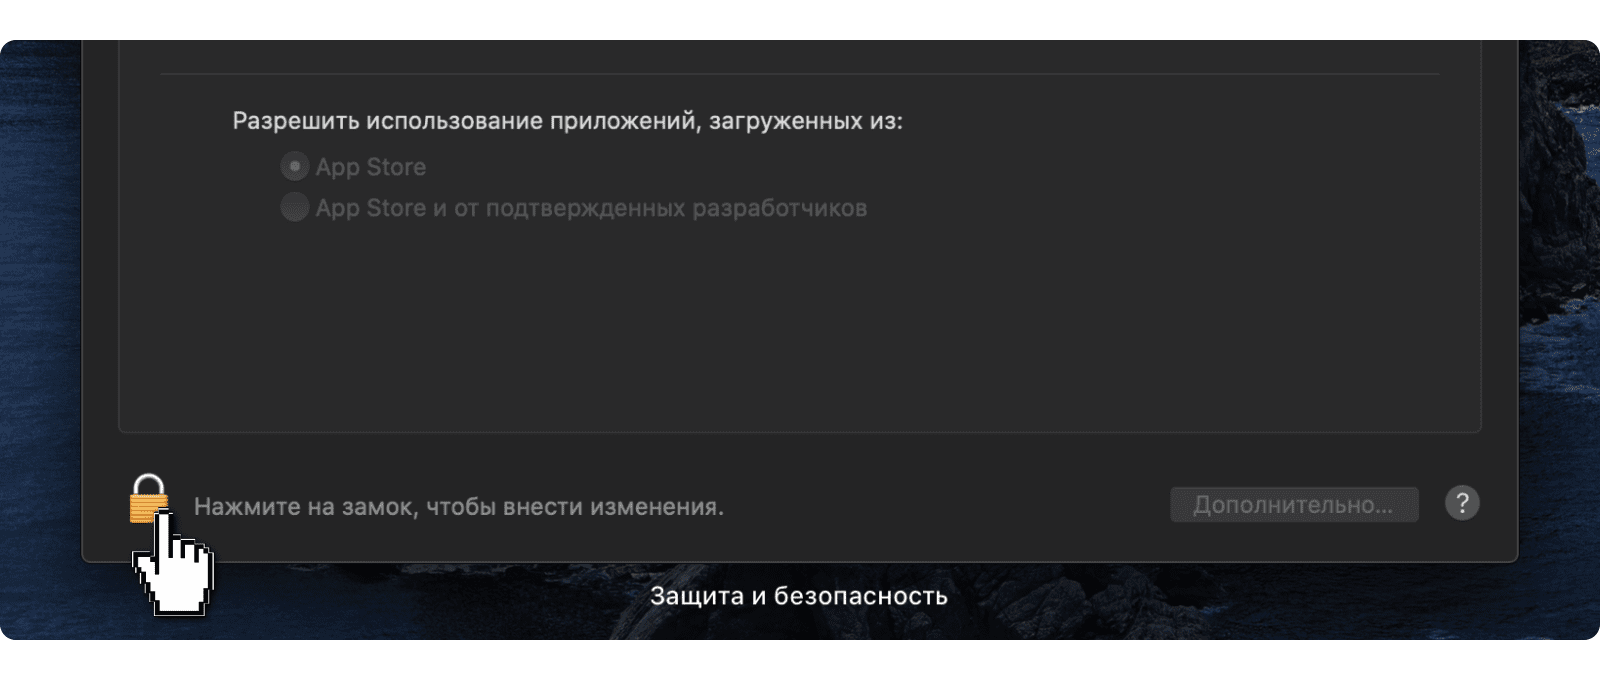 Разрешить использование приложений, загруженных из:
App Store
App Store и от подтвержденных разработчиков
Нажмите на замок, чтобы внести изменения.
Дополнительно...
?
Защита и безопасность